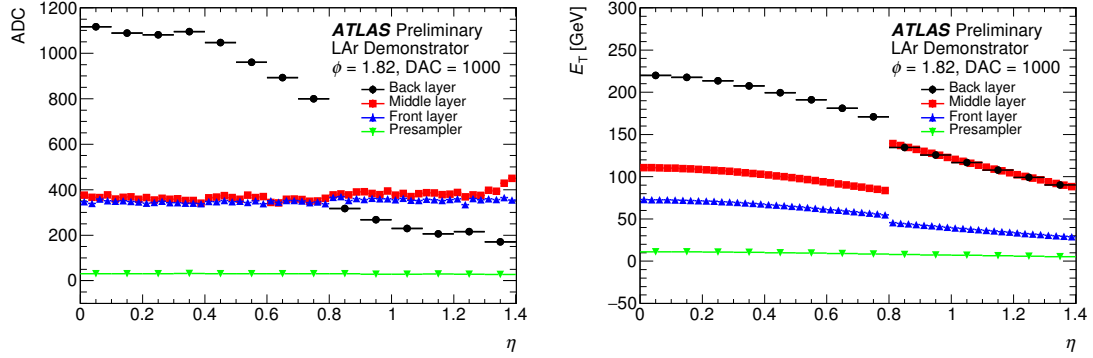 ADC
1400
1200
1000
800
600
400
200
0
ATLAS Preliminary
LAr Demonstrator
ϕ = 1.82, DAC = 1000
Back layer
Middle layer
Front layer
Presampler
0 0.2 0.4 0.6 0.8 1 1.2 1.4
η
E_T [GeV]
300
250
200
150
100
50
0
−50
ATLAS Preliminary
LAr Demonstrator
ϕ = 1.82, DAC = 1000
Back layer
Middle layer
Front layer
Presampler
0 0.2 0.4 0.6 0.8 1 1.2 1.4
η